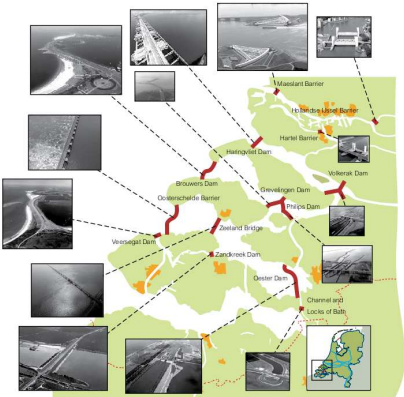 Maeslant Barrier
Hollandse IJssel Barrier
Hartel Barrier
Haringvliet Dam
Volkerak Dam
Brouwers Dam
Grevelingen Dam
Oosterschelde Barrier
Philips Dam
Zeeland Bridge
Veersegat Dam
Zandkreek Dam
Oester Dam
Channel and
Locks of Bath